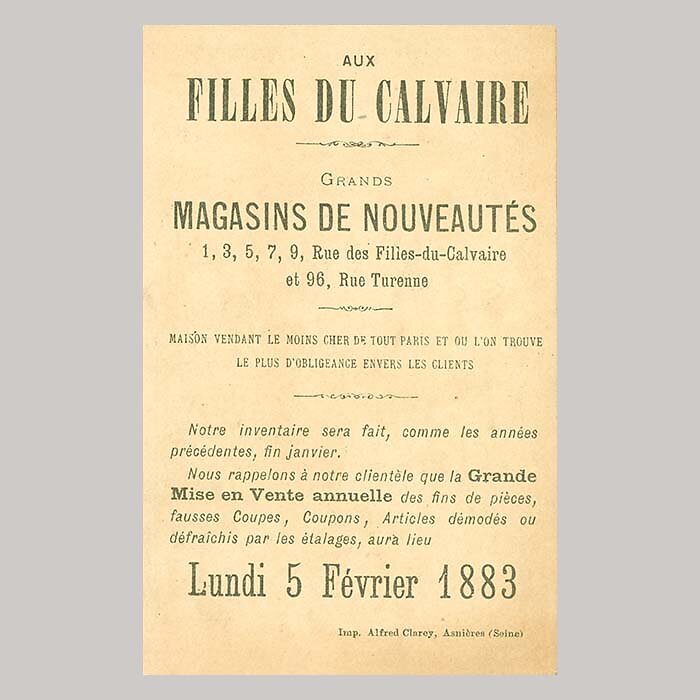 AUX
FILLES DU CALVAIRE
GRANDS
MAGASINS DE NOUVEAUTÉS
1, 3, 5, 7, 9, Rue des Filles-du-Calvaire
et 96, Rue Turenne
MAISON VENDANT LE MOINS CHER DE TOUT PARIS ET OU L'ON TROUVE
LE PLUS D'OBLIGEANCE ENVERS LES CLIENTS
Notre inventaire sera fait, comme les années
précédentes, fin janvier.
Nous rappelons à notre clientèle que la Grande
Mise en Vente annuelle des fins de pièces,
fausses Coupes, Coupons, Articles démodés ou
défraîchis par les étalages, aura lieu
Lundi 5 Février 1883
Imp. Alfred Clarey, Asnières (Seine)